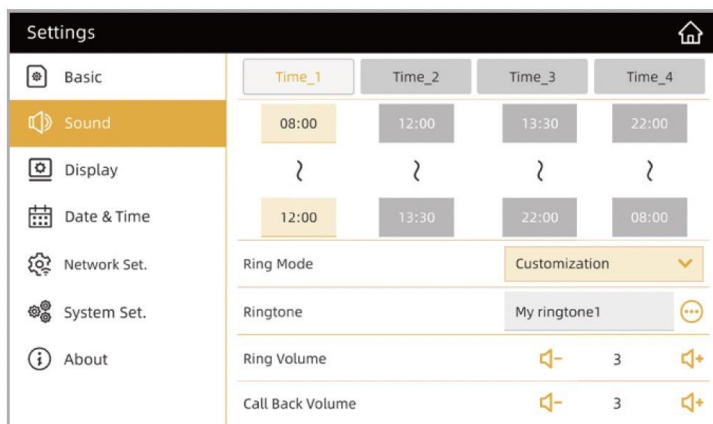 Settings
Basic
Sound
Display
Date & Time
Network Set.
System Set.
About
Time_1 Time_2 Time_3 Time_4
08:00 12:00 13:30 22:00
12:00 13:30 22:00 08:00
Ring Mode Customization
Ringtone My ringtone1
Ring Volume 3
Call Back Volume 3